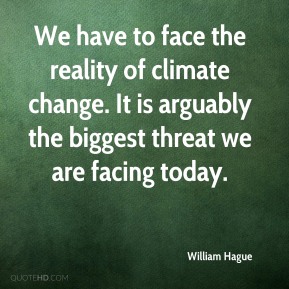 We have to face the
reality of climate
change. It is arguably
the biggest threat we
are facing today.
William Hague
QUOTEHD.COM